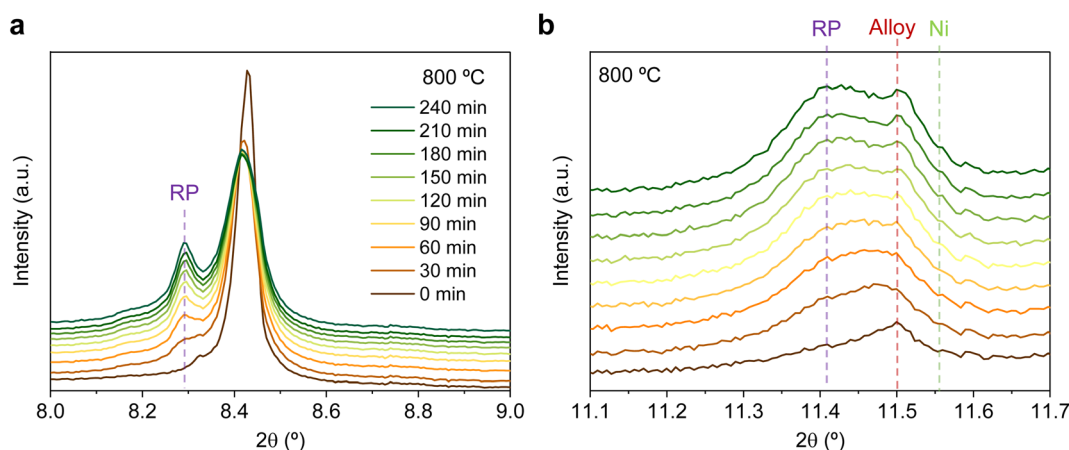 a
RP
800 ºC
240 min
210 min
180 min
150 min
120 min
90 min
60 min
30 min
0 min
Intensity (a.u.)
8.0 8.2 8.4 8.6 8.8 9.0
2θ (º)
b
RP Alloy Ni
800 ºC
Intensity (a.u.)
11.1 11.2 11.3 11.4 11.5 11.6 11.7
2θ (º)